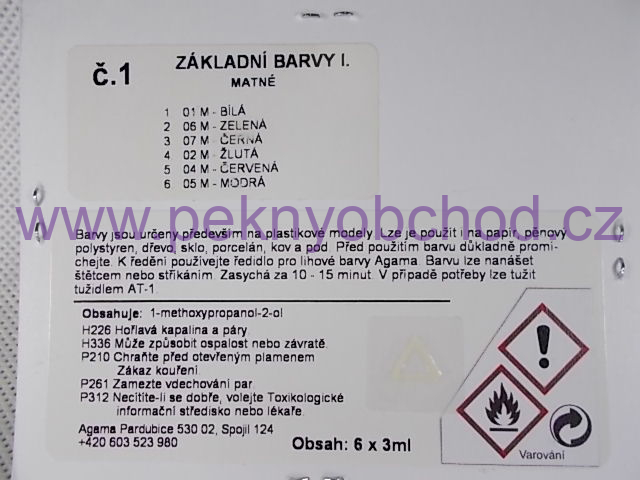 č.1
ZÁKLADNÍ BARVY I.
MATNÉ
1 01 M - BÍLÁ
2 06 M - ZELENÁ
3 07 M - ČERNÁ
4 02 M - ŽLUTÁ
5 04 M - ČERVENÁ
6 05 M - MODRÁ
www.peknyobchod.cz
Barvy jsou určeny především na plastikové modely. Lze je použít i na papír, pěnový
polystyren, dřevo, sklo, porcelán, kov a pod. Před použitím barvu důkladně promí-
chejte. K ředění používejte ředidlo pro lihové barvy Agama. Barvu lze nanášet
štětcem nebo stříkáním. Zasychá za 10 - 15 minut. V případě potřeby lze tužit
tužidlem AT-1.
Obsahuje: 1-methoxypropanol-2-ol
H226 Hořlavá kapalina a páry.
H336 Může způsobit ospalost nebo závratě.
P210 Chraňte před otevřeným plamenem
Zákaz kouření.
P261 Zamezte vdechování par.
P312 Necítíte-li se dobře, volejte Toxikologické
informační středisko nebo lékaře.
Agama Pardubice 530 02, Spojil 124
+420 603 523 980
Obsah: 6 x 3ml
Varování